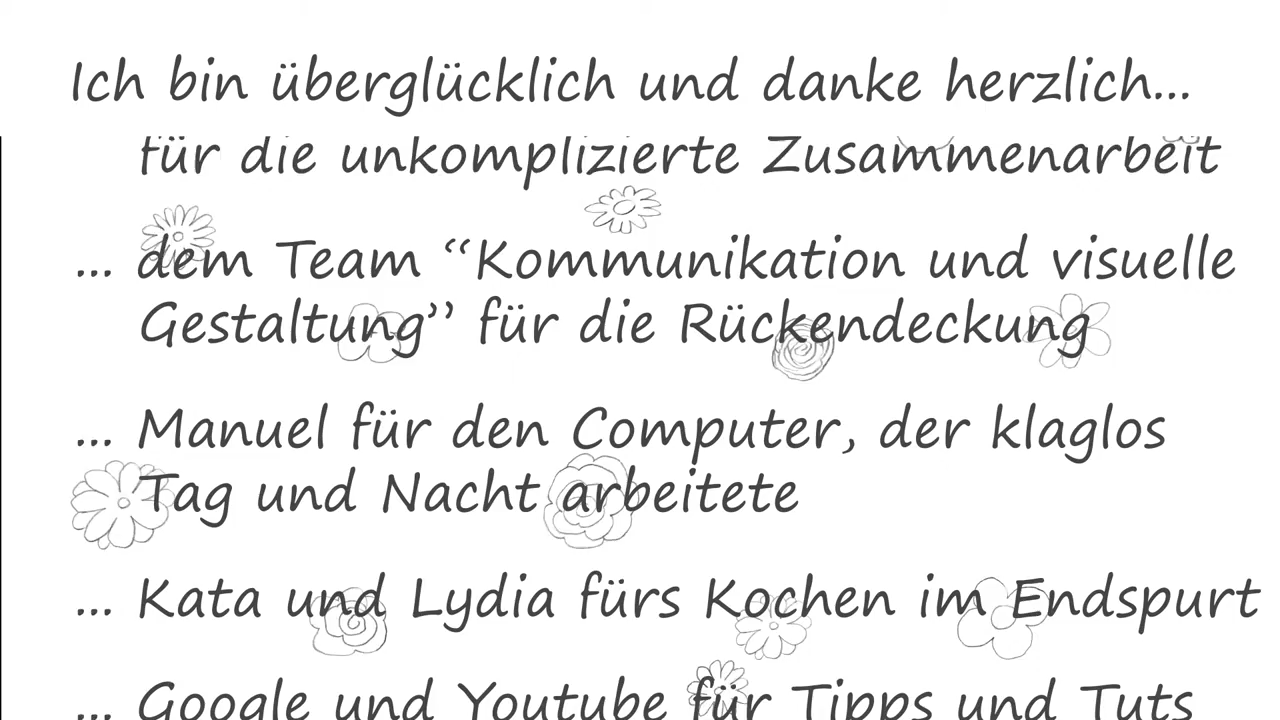 Ich bin überglücklich und danke herzlich...
für die unkomplizierte Zusammenarbeit
... dem Team “Kommunikation und visuelle
Gestaltung” für die Rückendeckung
... Manuel für den Computer, der klaglos
Tag und Nacht arbeitete
... Kata und Lydia fürs Kochen im Endspurt
... Google und Youtube für Tipps und Tuts